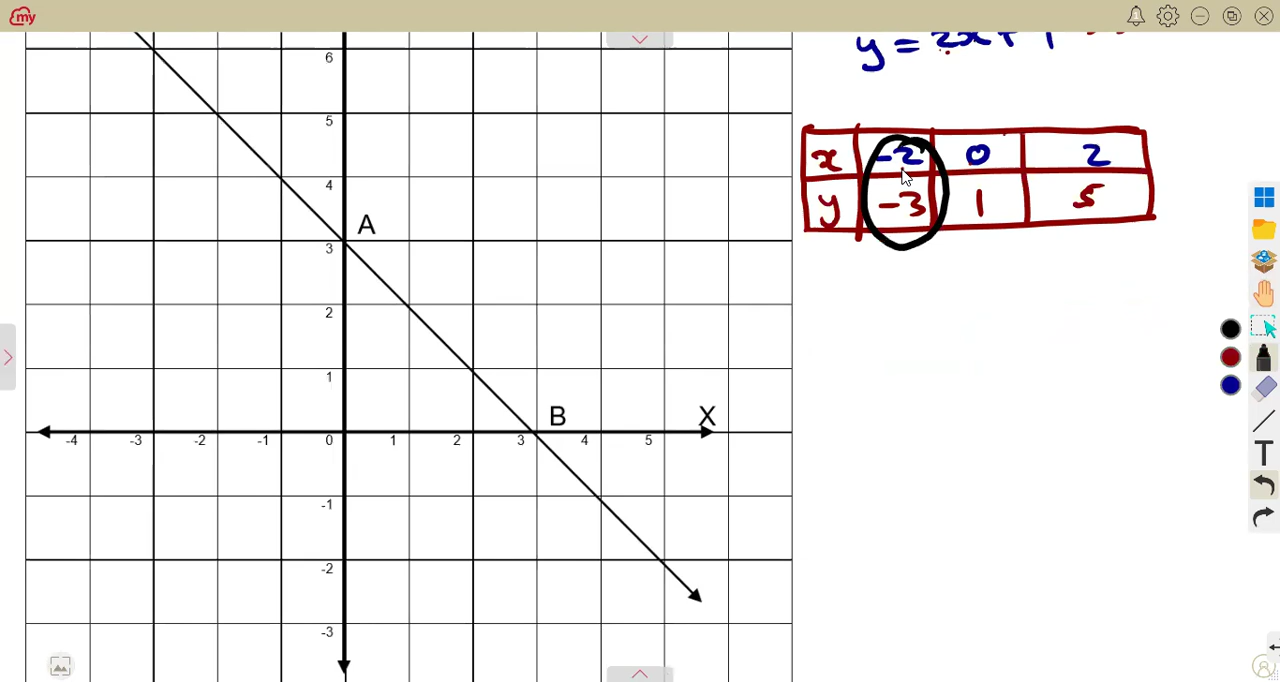 my
y = 2x + 1
x -2 0 2
y -3 1 5
6
5
4
A
3
2
1
B X
-4 -3 -2 -1 0 1 2 3 4 5
-1
-2
-3
T